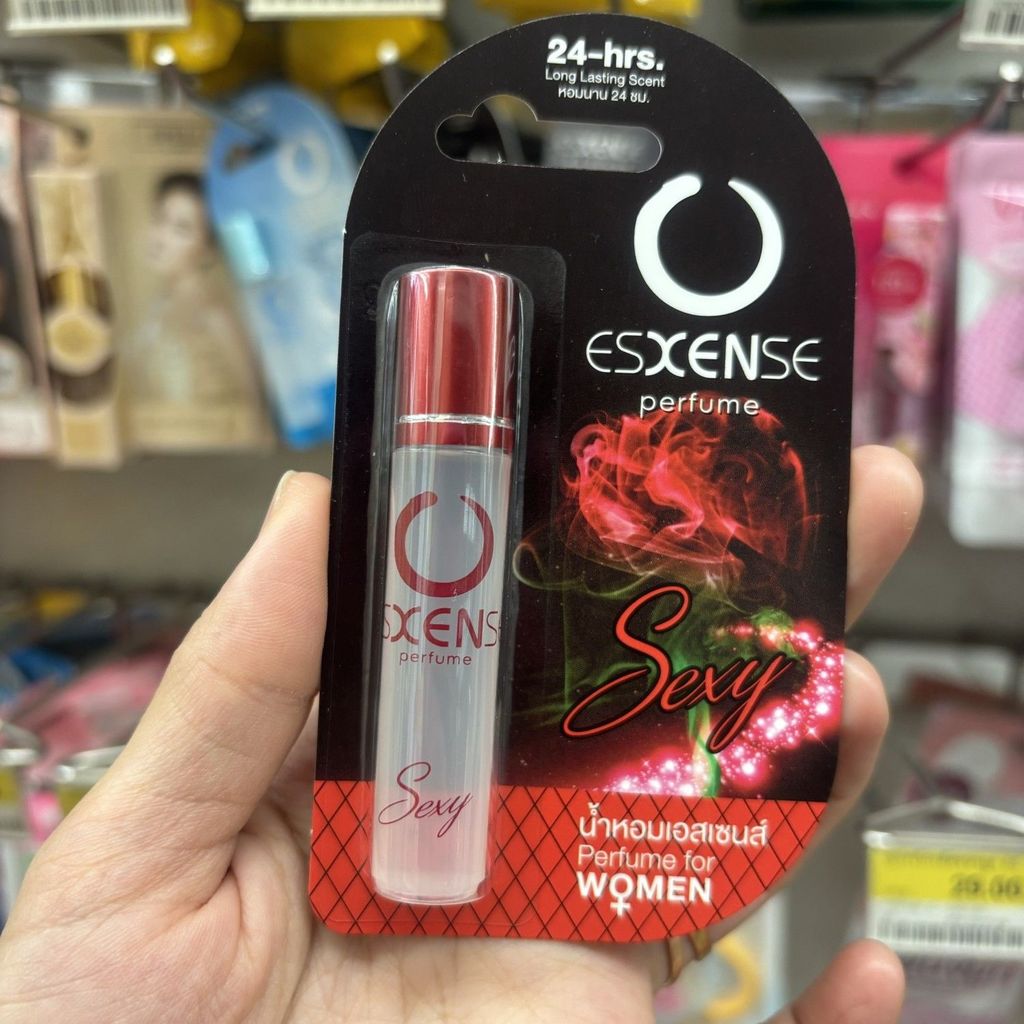 24-hrs.
Long Lasting Scent
หอมนาน 24 ชม.
ESXENSE
perfume
Sexy
น้ำหอมเอสเซนส์
Perfume for
WOMEN
ESXENSE
perfume
Sexy